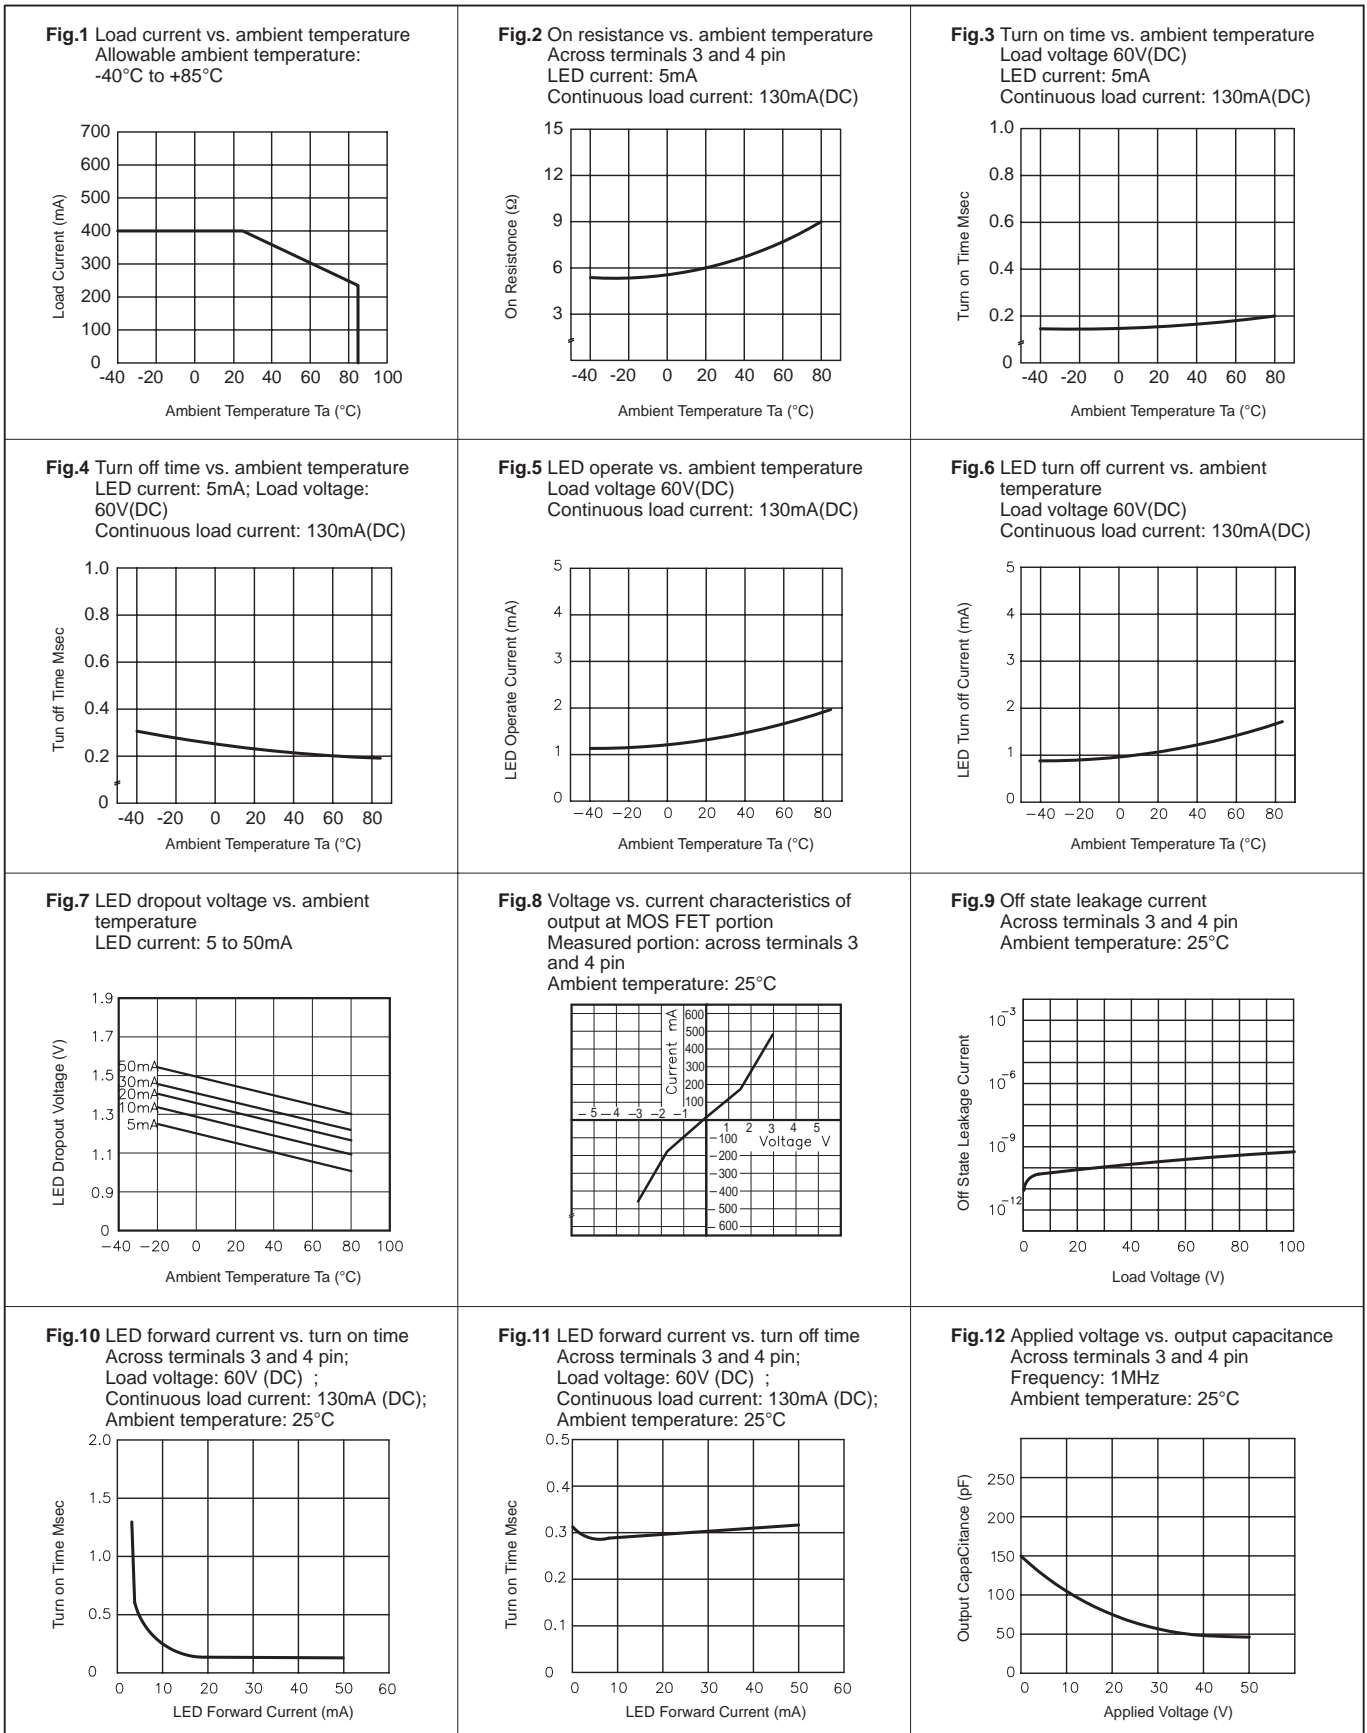 Fig.1 Load current vs. ambient temperature
Allowable ambient temperature:
-40°C to +85°C
700
600
500
400
300
200
100
0
Load Current (mA)
-40 -20 0 20 40 60 80 100
Ambient Temperature Ta (°C)
Fig.2 On resistance vs. ambient temperature
Across terminals 3 and 4 pin
LED current: 5mA
Continuous load current: 130mA(DC)
15
12
9
6
3
On Resistonce (Ω)
-40 -20 0 20 40 60 80
Ambient Temperature Ta (°C)
Fig.3 Turn on time vs. ambient temperature
Load voltage 60V(DC)
LED current: 5mA
Continuous load current: 130mA(DC)
1.0
0.8
0.6
0.4
0.2
0
Turn on Time Msec
-40 -20 0 20 40 60 80
Ambient Temperature Ta (°C)
Fig.4 Turn off time vs. ambient temperature
LED current: 5mA; Load voltage:
60V(DC)
Continuous load current: 130mA(DC)
1.0
0.8
0.6
0.4
0.2
0
Tun off Time Msec
-40 -20 0 20 40 60 80
Ambient Temperature Ta (°C)
Fig.5 LED operate vs. ambient temperature
Load voltage 60V(DC)
Continuous load current: 130mA(DC)
5
4
3
2
1
0
LED Operate Current (mA)
-40 -20 0 20 40 60 80
Ambient Temperature Ta (°C)
Fig.6 LED turn off current vs. ambient
temperature
Load voltage 60V(DC)
Continuous load current: 130mA(DC)
5
4
3
2
1
0
LED Turn off Current (mA)
-40 -20 0 20 40 60 80
Ambient Temperature Ta (°C)
Fig.7 LED dropout voltage vs. ambient
temperature
LED current: 5 to 50mA
1.9
1.7
1.5
1.3
1.1
0.9
0
50mA
30mA
20mA
10mA
5mA
LED Dropout Voltage (V)
-40 -20 0 20 40 60 80 100
Ambient Temperature Ta (°C)
Fig.8 Voltage vs. current characteristics of
output at MOS FET portion
Measured portion: across terminals 3
and 4 pin
Ambient temperature: 25°C
Current mA
600
500
400
300
200
100
-5 -4 -3 -2 -1
1 2 3 4 5
Voltage V
-100
-200
-300
-400
-500
-600
Fig.9 Off state leakage current
Across terminals 3 and 4 pin
Ambient temperature: 25°C
10-3
10-6
10-9
10-12
Off State Leakage Current
0 20 40 60 80 100
Load Voltage (V)
Fig.10 LED forward current vs. turn on time
Across terminals 3 and 4 pin;
Load voltage: 60V (DC) ;
Continuous load current: 130mA (DC);
Ambient temperature: 25°C
2.0
1.5
1.0
0.5
0
Turn on Time Msec
0 10 20 30 40 50 60
LED Forward Current (mA)
Fig.11 LED forward current vs. turn off time
Across terminals 3 and 4 pin;
Load voltage: 60V (DC) ;
Continuous load current: 130mA (DC);
Ambient temperature: 25°C
0.5
0.4
0.3
0.2
0.1
0
Turn on Time Msec
0 10 20 30 40 50 60
LED Forward Current (mA)
Fig.12 Applied voltage vs. output capacitance
Across terminals 3 and 4 pin
Frequency: 1MHz
Ambient temperature: 25°C
250
200
150
100
50
0
Output CapaCitance (pF)
0 10 20 30 40 50
Applied Voltage (V)